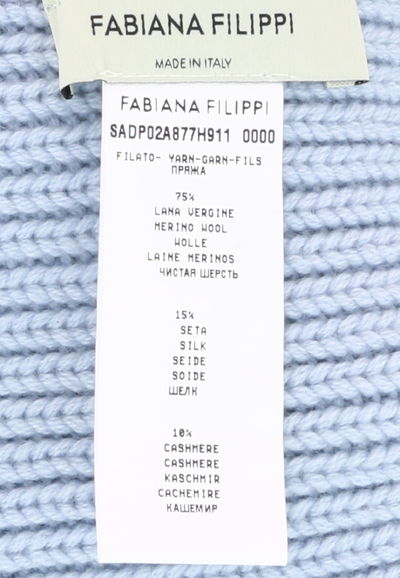 FABIANA FILIPPI
MADE IN ITALY
FABIANA FILIPPI
SADP02A877H911 0000
FILATO- YARN-GARN-FILS
ПРЯЖА
75%
LANA VERGINE
MERINO WOOL
WOLLE
LAINE MERINOS
ЧИСТАЯ ШЕРСТЬ
15%
SETA
SILK
SEIDE
SOIDE
ШЕЛК
10%
CASHMERE
CASHMERE
KASCHMIR
CACHEMIRE
КАШЕМИР